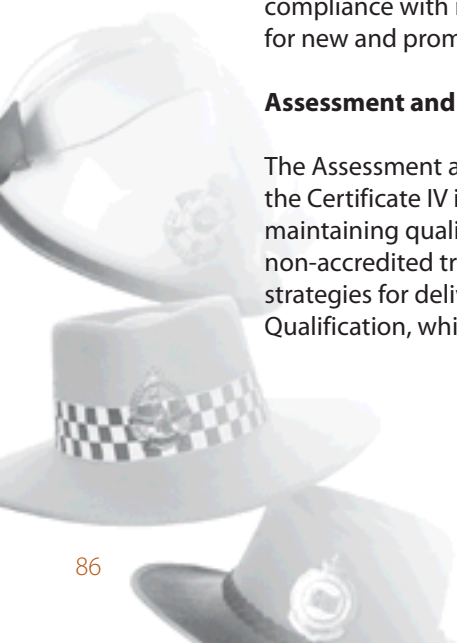 compliance with
for new and prom
Assessment and
The Assessment a
the Certificate IV i
maintaining quali
non-accredited tr
strategies for deli
Qualification, whi
86